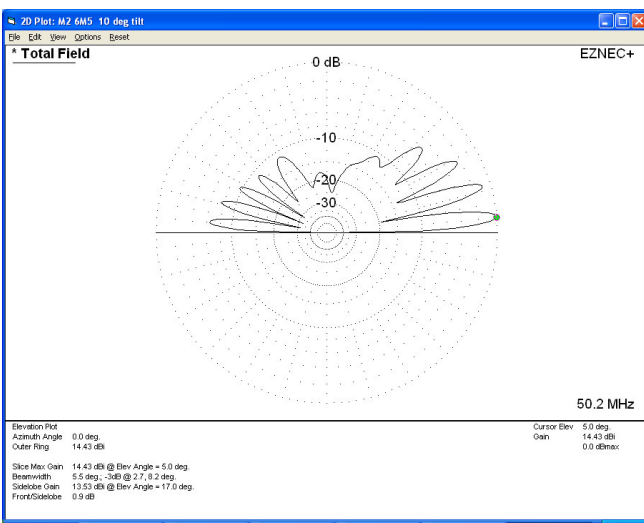 2D Plot: M2 6M5 10 deg tilt
File Edit View Options Reset
* Total Field
EZNEC+
0 dB
-10
-20
-30
50.2 MHz
Elevation Plot
Azimuth Angle 0.0 deg.
Outer Ring 14.43 dBi
Slice Max Gain 14.43 dBi @ Elev Angle = 5.0 deg.
Beamwidth 5.5 deg.; -3dB @ 2.7, 8.2 deg.
Sidelobe Gain 13.53 dBi @ Elev Angle = 17.0 deg.
Front/Sidelobe 0.9 dB
Cursor Elev 5.0 deg.
Gain 14.43 dBi
0.0 dBmax